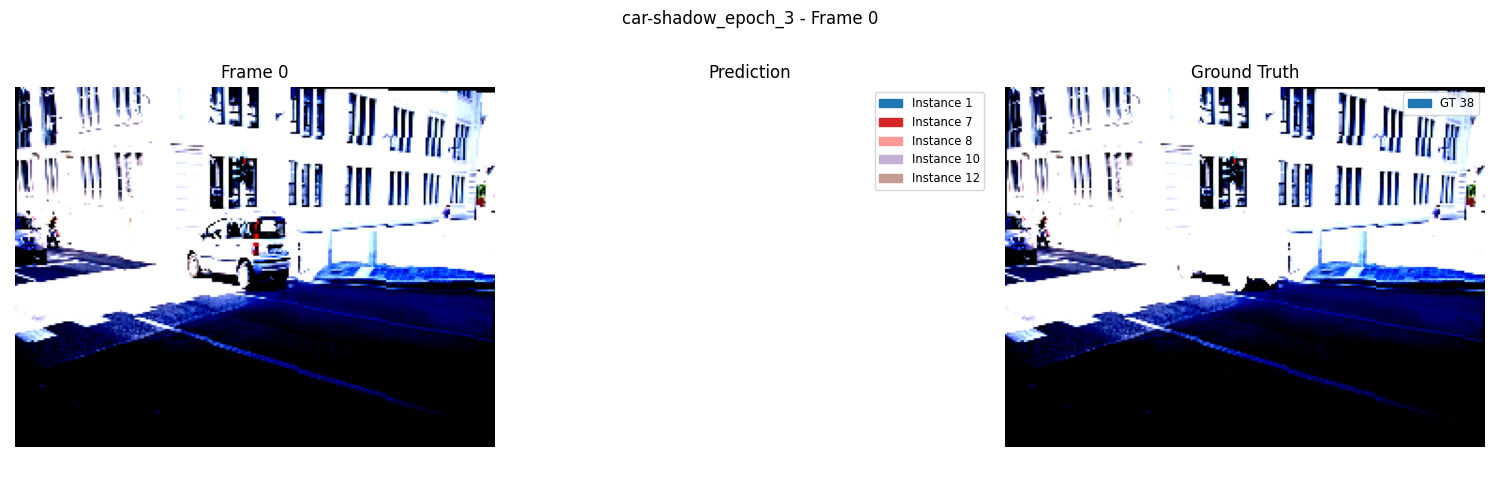 car-shadow_epoch_3 - Frame 0
Frame 0
Prediction
Ground Truth
Instance 1
Instance 7
Instance 8
Instance 10
Instance 12
GT 38